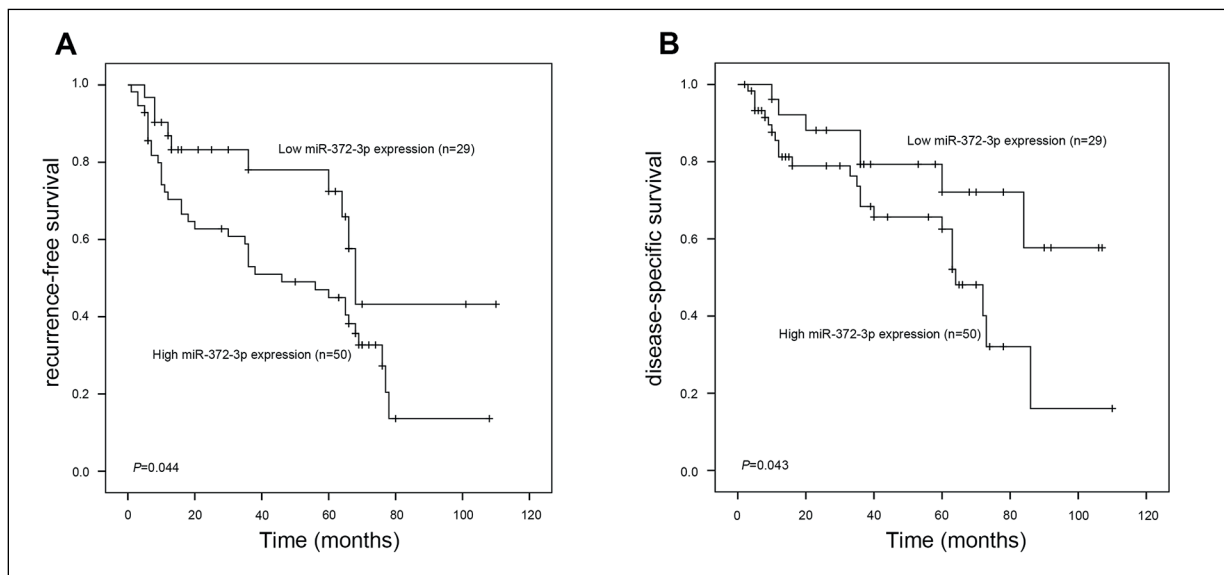 A
recurrence-free survival
1.0
0.8
0.6
0.4
0.2
0.0
Low miR-372-3p expression (n=29)
High miR-372-3p expression (n=50)
P=0.044
0 20 40 60 80 100 120
Time (months)
B
disease-specific survival
1.0
0.8
0.6
0.4
0.2
0.0
Low miR-372-3p expression (n=29)
High miR-372-3p expression (n=50)
P=0.043
0 20 40 60 80 100 120
Time (months)